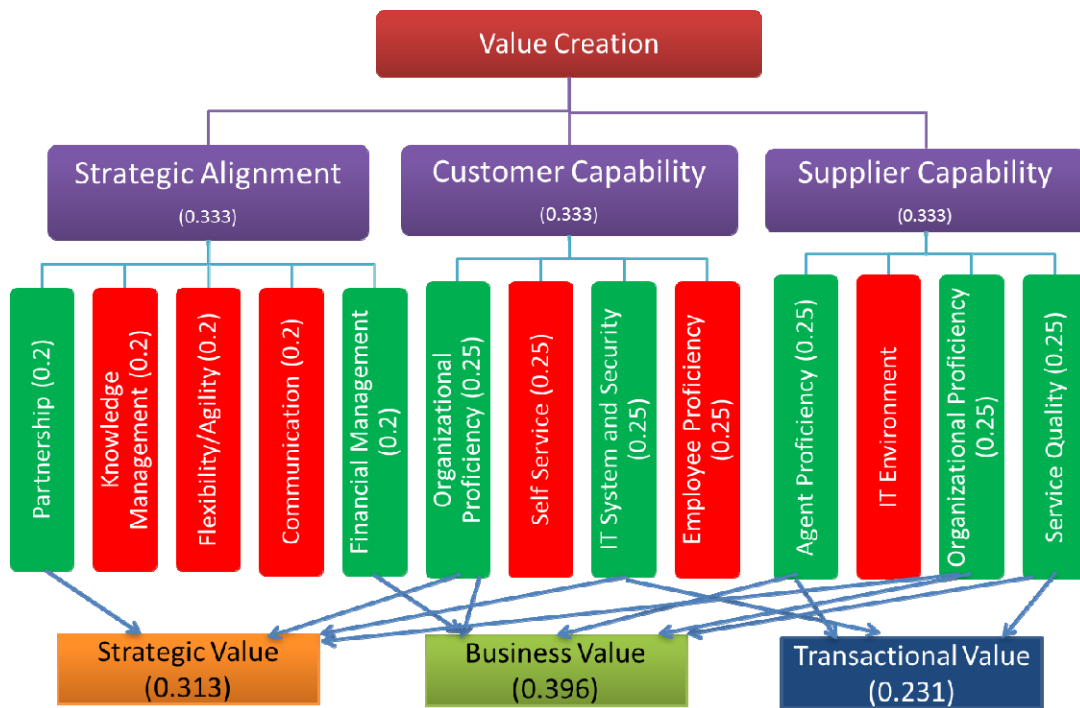 Value Creation
Strategic Alignment
(0.333)
Customer Capability
(0.333)
Supplier Capability
(0.333)
Partnership (0.2)
Knowledge
Management (0.2)
Flexibility/Agility (0.2)
Communication (0.2)
Financial Management
(0.2)
Organizational
Proficiency (0.25)
Self Service (0.25)
IT System and Security
(0.25)
Employee Proficiency
(0.25)
Agent Proficiency (0.25)
IT Environment
Organizational Proficiency
(0.25)
Service Quality (0.25)
Strategic Value
(0.313)
Business Value
(0.396)
Transactional Value
(0.231)